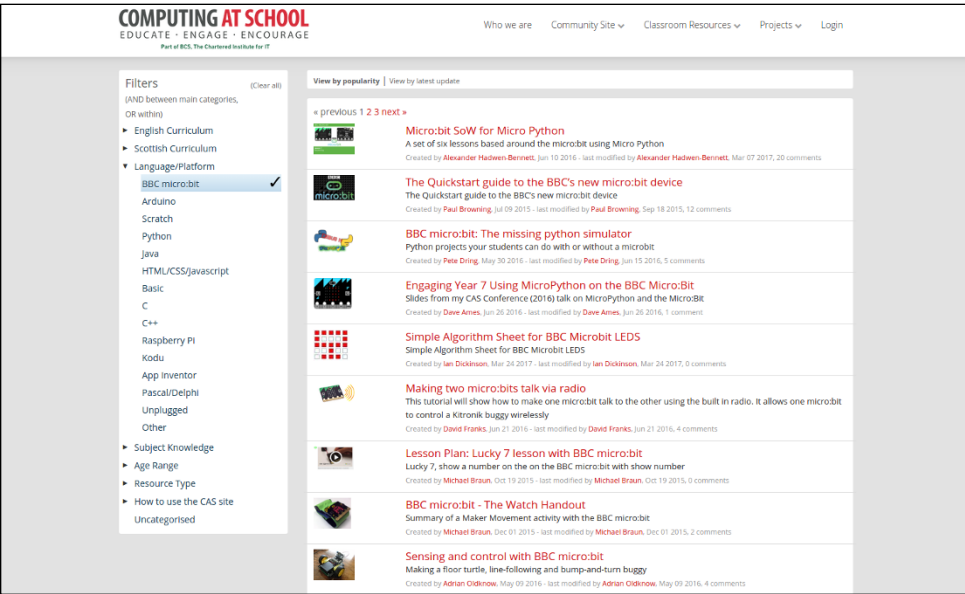 COMPUTING AT SCHOOL
EDUCATE · ENGAGE · ENCOURAGE
Part of BCS, The Chartered Institute for IT
Who we are Community Site Classroom Resources Projects Login
Filters (Clear all)
(AND between main categories,
OR within)
English Curriculum
Scottish Curriculum
Language/Platform
BBC micro:bit
Arduino
Scratch
Python
Java
HTML/CSS/Javascript
Basic
C
C++
Raspberry PI
Kodu
App inventor
Pascal/Delphi
Unplugged
Other
Subject Knowledge
Age Range
Resource Type
How to use the CAS site
Uncategorised
View by popularity | View by latest update
« previous 1 2 3 next »
Micro:bit SoW for Micro Python
A set of six lessons based around the micro:bit using Micro Python
Created by Alexander Hadwen-Bennett, Jun 10 2016 - last modified by Alexander Hadwen-Bennett, Mar 07 2017, 20 comments
micro:bit
The Quickstart guide to the BBC's new micro:bit device
The Quickstart guide to the BBC's new micro:bit device
Created by Paul Browning, Jul 09 2015 - last modified by Paul Browning, Sep 18 2015, 12 comments
BBC micro:bit: The missing python simulator
Python projects your students can do with or without a microbit
Created by Pete Dring, May 30 2016 - last modified by Pete Dring, Jun 15 2016, 5 comments
Engaging Year 7 Using MicroPython on the BBC Micro:Bit
Slides from my CAS Conference (2016) talk on MicroPython and the Micro:Bit
Created by Dave Ames, Jun 26 2016 - last modified by Dave Ames, Jun 26 2016, 1 comment
Simple Algorithm Sheet for BBC Microbit LEDS
Simple Algorithm Sheet for BBC Microbit LEDS
Created by Ian Dickinson, Mar 24 2017 - last modified by Ian Dickinson, Mar 24 2017, 0 comments
Making two micro:bits talk via radio
This tutorial will show how to make one micro:bit talk to the other using the built in radio. It allows one micro:bit
to control a Kitronik buggy wirelessly
Created by David Franks, Jun 21 2016 - last modified by David Franks, Jun 21 2016, 4 comments
Lesson Plan: Lucky 7 lesson with BBC micro:bit
Lucky 7, show a number on the on the BBC micro:bit with show number
Created by Michael Braun, Oct 19 2015 - last modified by Michael Braun, Oct 19 2015, 0 comments
BBC micro:bit - The Watch Handout
Summary of a Maker Movement activity with the BBC micro:bit
Created by Michael Braun, Dec 01 2015 - last modified by Michael Braun, Dec 01 2015, 2 comments
Sensing and control with BBC micro:bit
Making a floor turtle, line-following and bump-and-turn buggy
Created by Adrian Oldknow, May 09 2016 - last modified by Adrian Oldknow, May 09 2016, 4 comments